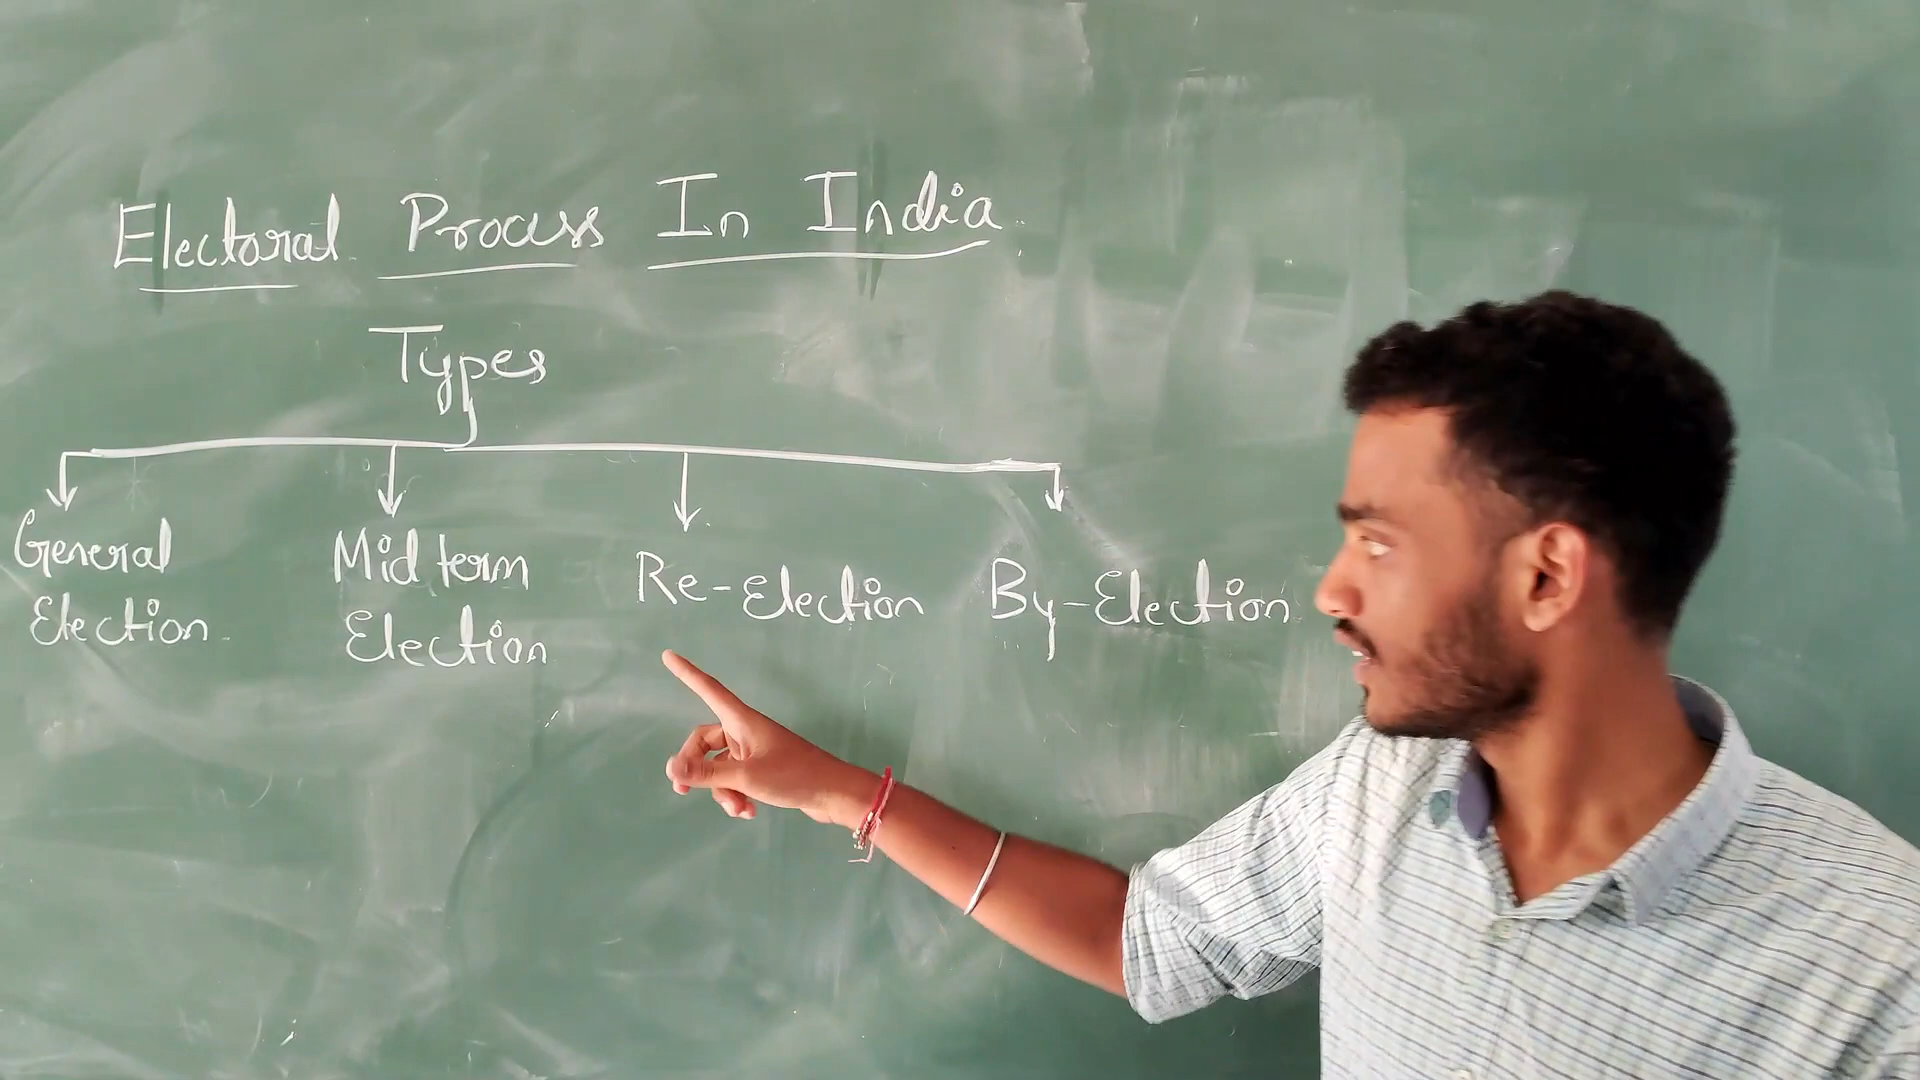 Electoral Process In India
Types
General Election
Mid term Election
Re-Election
By-Election